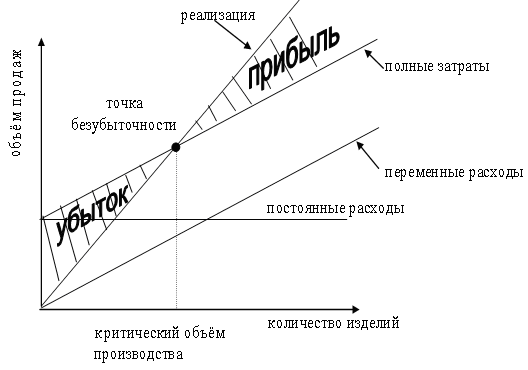 реализация
прибыль
полные затраты
объём продаж
точка
безубыточности
убыток
переменные расходы
постоянные расходы
количество изделий
критический объём
производства